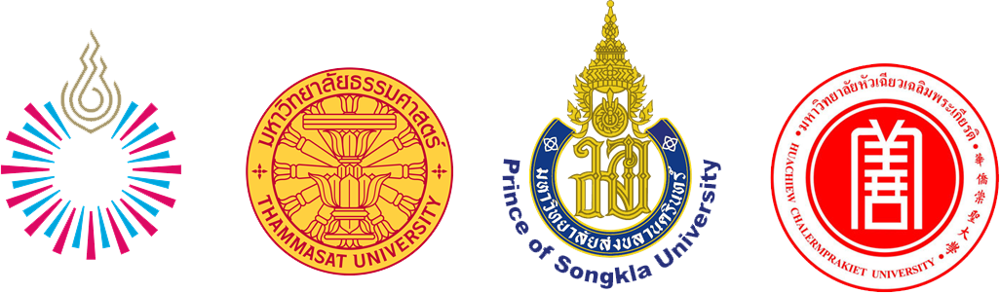 มหาวิทยาลัยธรรมศาสตร์
THAMMASAT UNIVERSITY
มหาวิทยาลัยสงขลานครินทร์
Prince of Songkla University
มหาวิทยาลัยหัวเฉียวเฉลิมพระเกียรติ
華僑崇聖大學
HUACHIEW CHALERMPRAKIET UNIVERSITY